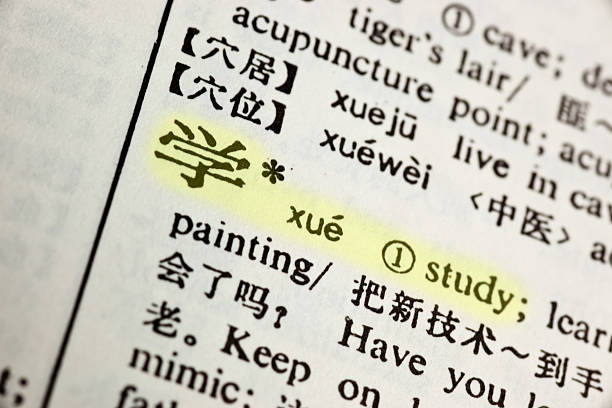 ① cave; de
tiger's lair/
acupuncture point; acu
【穴居】 xuejū live in cav
【穴位】 xuéwèi 〈中医〉
学* xué ① study; lear
painting/ 把新技术～到手
会了吗？ Have you
老。Keep on
mimic;